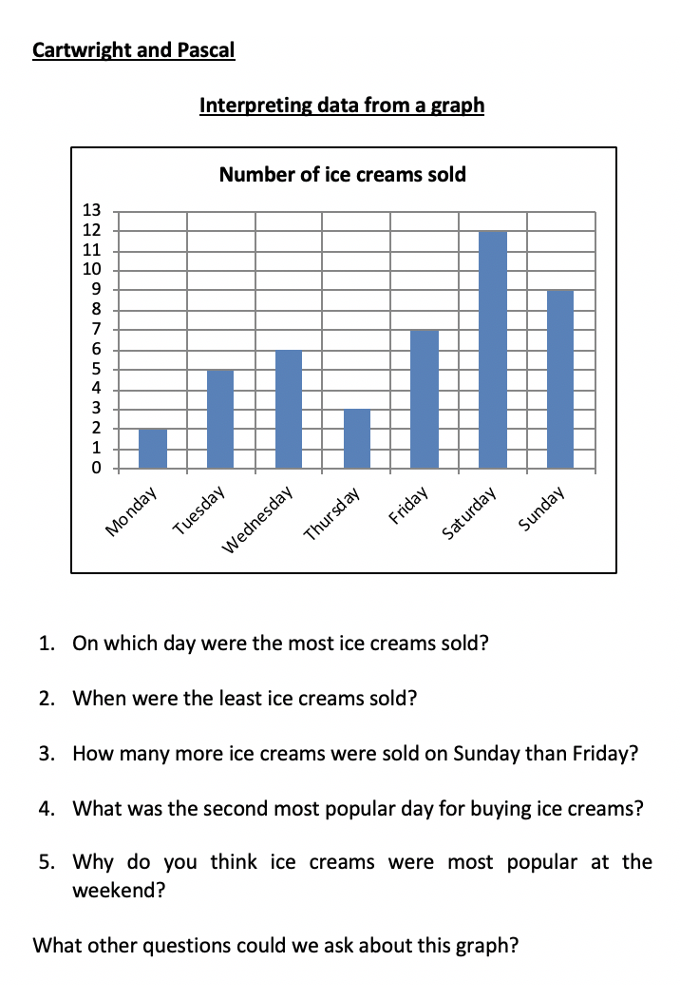 Cartwright and Pascal
Interpreting data from a graph
Number of ice creams sold
13
12
11
10
9
8
7
6
5
4
3
2
1
0
Monday
Tuesday
Wednesday
Thursday
Friday
Saturday
Sunday
1. On which day were the most ice creams sold?
2. When were the least ice creams sold?
3. How many more ice creams were sold on Sunday than Friday?
4. What was the second most popular day for buying ice creams?
5. Why do you think ice creams were most popular at the
weekend?
What other questions could we ask about this graph?